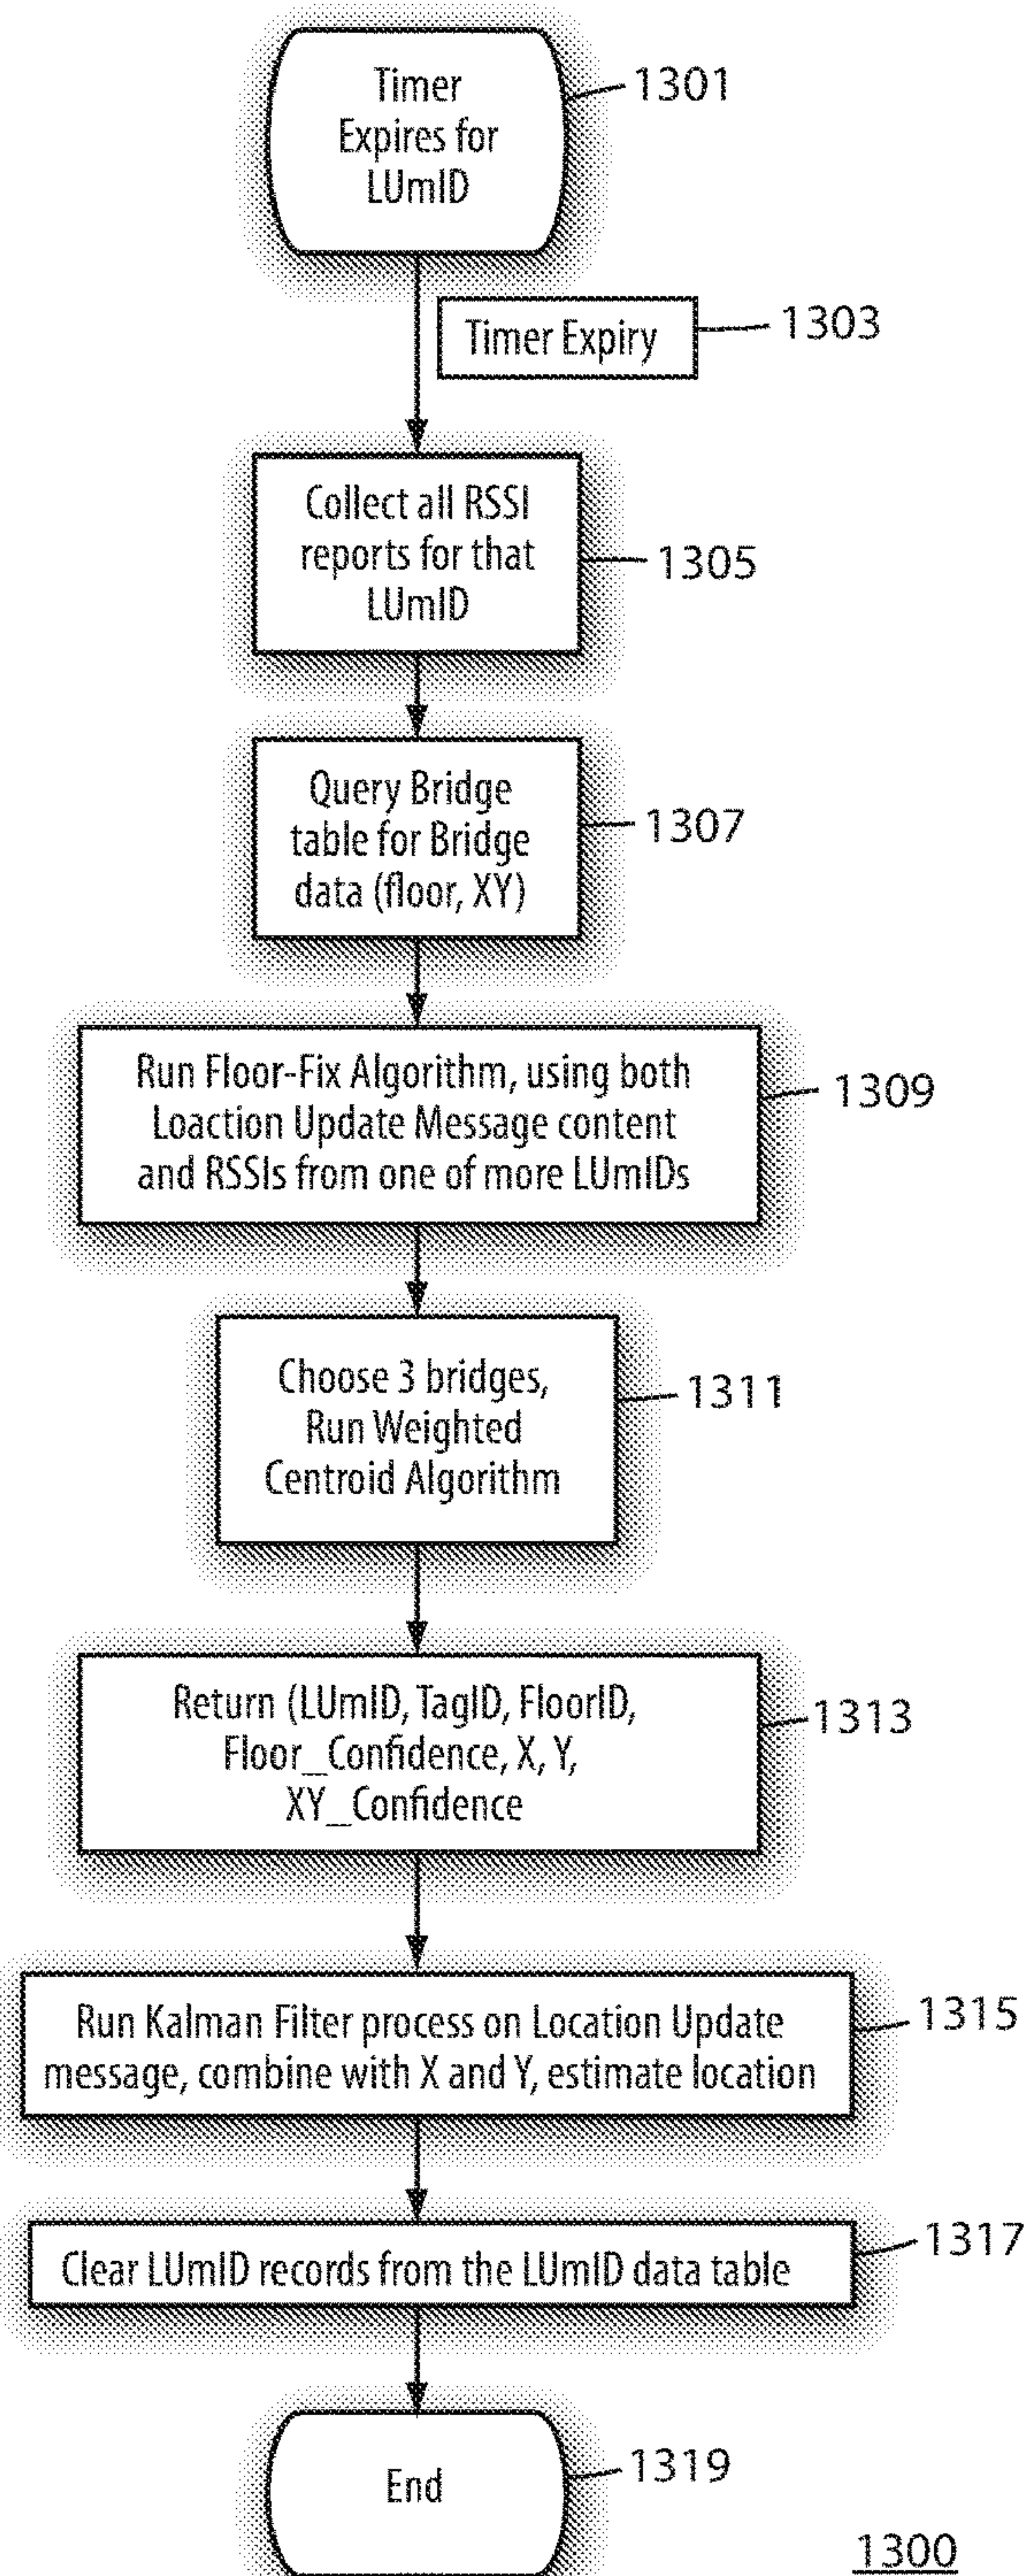 Timer
Expires for
LUmID
1301
Timer Expiry
1303
Collect all RSSI
reports for that
LUmID
1305
Query Bridge
table for Bridge
data (floor, XY)
1307
Run Floor-Fix Algorithm, using both
Loaction Update Message content
and RSSIs from one of more LUmIDs
1309
Choose 3 bridges,
Run Weighted
Centroid Algorithm
1311
Return (LUmID, TagID, FloorID,
Floor_Confidence, X, Y,
XY_Confidence
1313
Run Kalman Filter process on Location Update
message, combine with X and Y, estimate location
1315
Clear LUmID records from the LUmID data table
1317
End
1319
1300